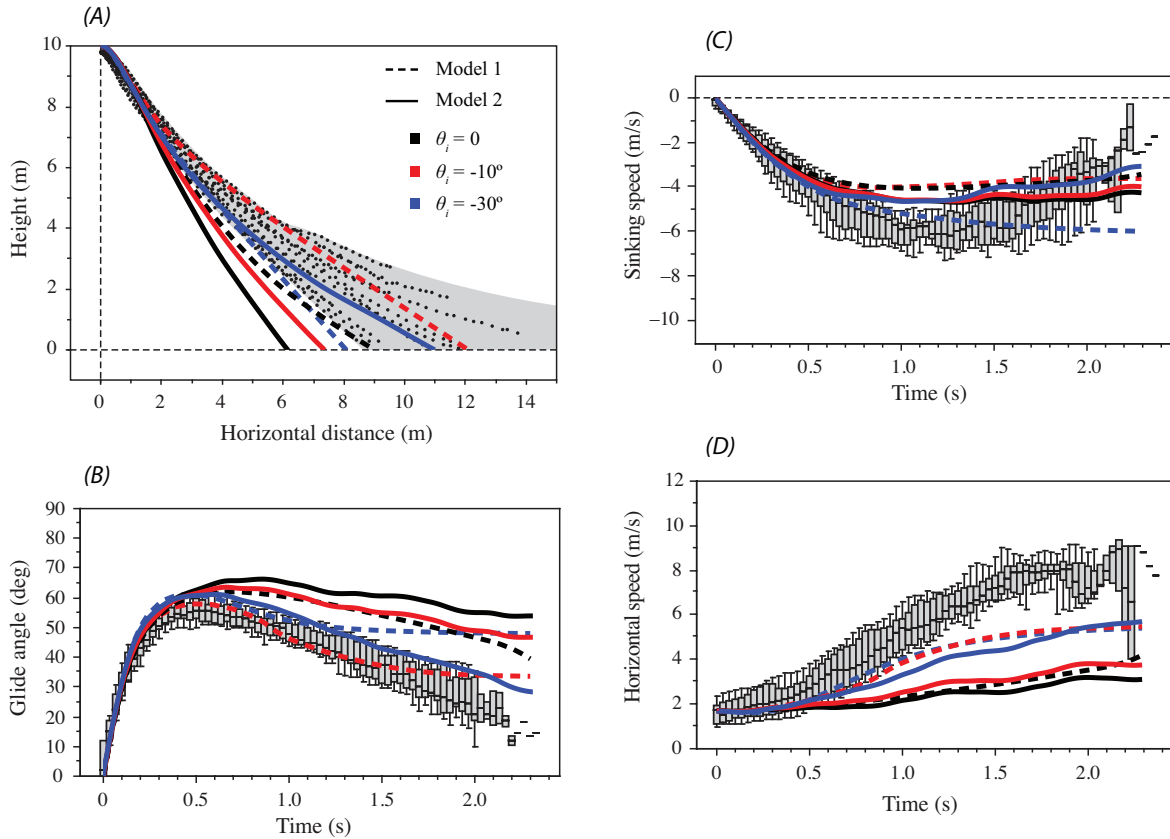 (A)
10
8
6
4
2
0
Height (m)
Model 1
Model 2
θi = 0
θi = -10º
θi = -30º
0 2 4 6 8 10 12 14
Horizontal distance (m)
(B)
90
80
70
60
50
40
30
20
10
0
Glide angle (deg)
0 0.5 1.0 1.5 2.0
Time (s)
(C)
0
−2
−4
−6
−8
−10
Sinking speed (m/s)
0 0.5 1.0 1.5 2.0
Time (s)
(D)
12
10
8
6
4
2
0
Horizontal speed (m/s)
0 0.5 1.0 1.5 2.0
Time (s)